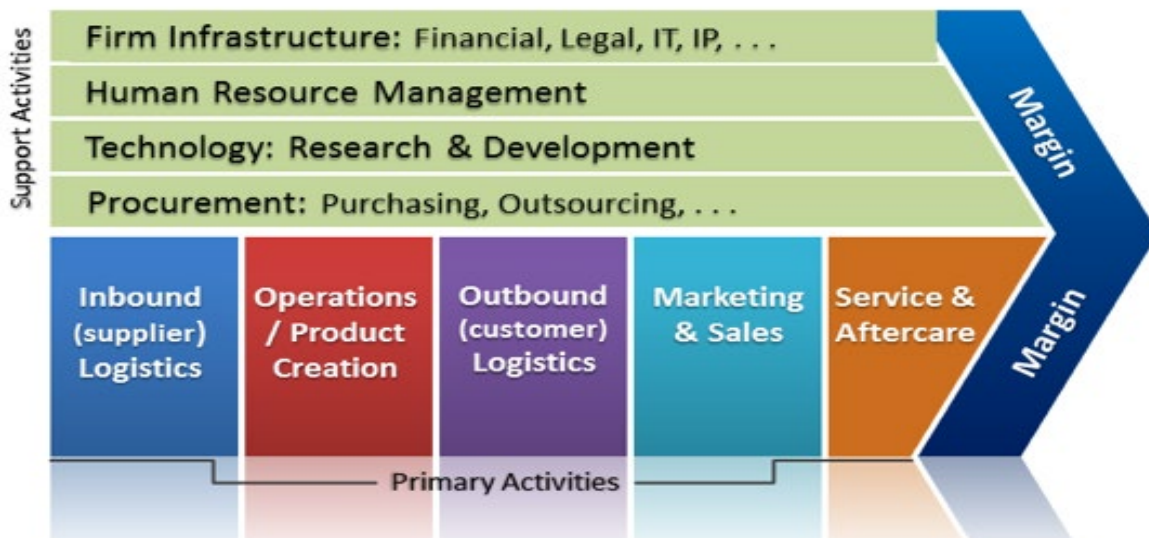 Support Activities
Firm Infrastructure: Financial, Legal, IT, IP, . . .
Human Resource Management
Technology: Research & Development
Procurement: Purchasing, Outsourcing, . . .
Margin
Margin
Inbound
(supplier)
Logistics
Operations
/ Product
Creation
Outbound
(customer)
Logistics
Marketing
& Sales
Service &
Aftercare
Primary Activities